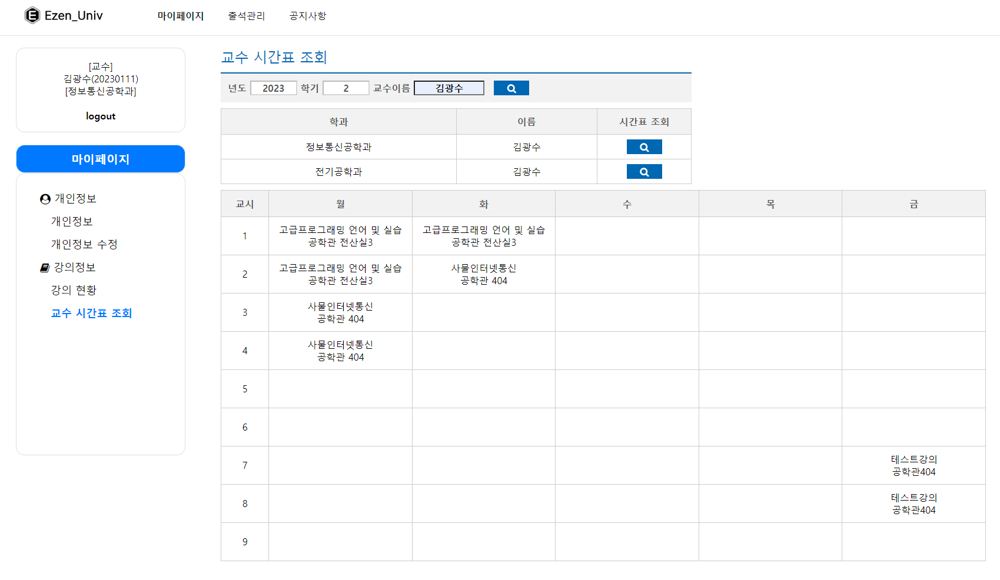 Ezen_Univ 마이페이지 출석관리 공지사항
[교수]
김광수(20230111)
[정보통신공학과]
logout
마이페이지
개인정보
개인정보
개인정보 수정
강의정보
강의 현황
교수 시간표 조회
교수 시간표 조회
년도 2023 학기 2 교수이름 김광수
학과 이름 시간표 조회
정보통신공학과 김광수
전기공학과 김광수
교시 월 화 수 목 금
1 고급프로그래밍 언어 및 실습 고급프로그래밍 언어 및 실습
공학관 전산실3 공학관 전산실3
2 고급프로그래밍 언어 및 실습 사물인터넷통신
공학관 전산실3 공학관 404
3 사물인터넷통신
공학관 404
4 사물인터넷통신
공학관 404
5
6
7 테스트강의
공학관404
8 테스트강의
공학관404
9